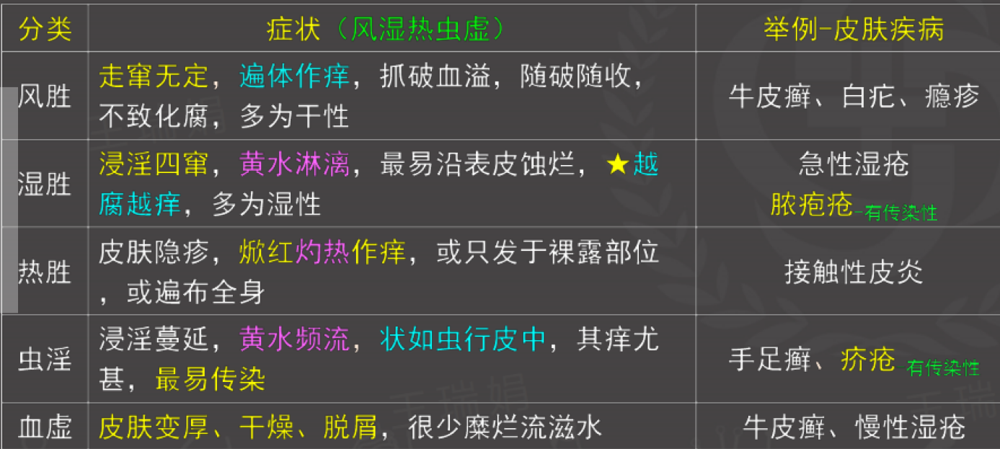 分类 症状（风湿热虫虚） 举例-皮肤疾病
风胜 走窜无定，遍体作痒，抓破血溢，随破随收，
不致化腐，多为干性 牛皮癣、白疕、瘾疹
湿胜 浸淫四窜，黄水淋漓，最易沿表皮蚀烂，★越
腐越痒，多为湿性 急性湿疮
脓疱疮-有传染性
热胜 皮肤隐疹，焮红灼热作痒，或只发于裸露部位
，或遍布全身 接触性皮炎
虫淫 浸淫蔓延，黄水频流，状如虫行皮中，其痒尤
甚，最易传染 手足癣、疥疮-有传染性
血虚 皮肤变厚、干燥、脱屑，很少糜烂流滋水 牛皮癣、慢性湿疮
王瑞娟
王瑞娟
王瑞